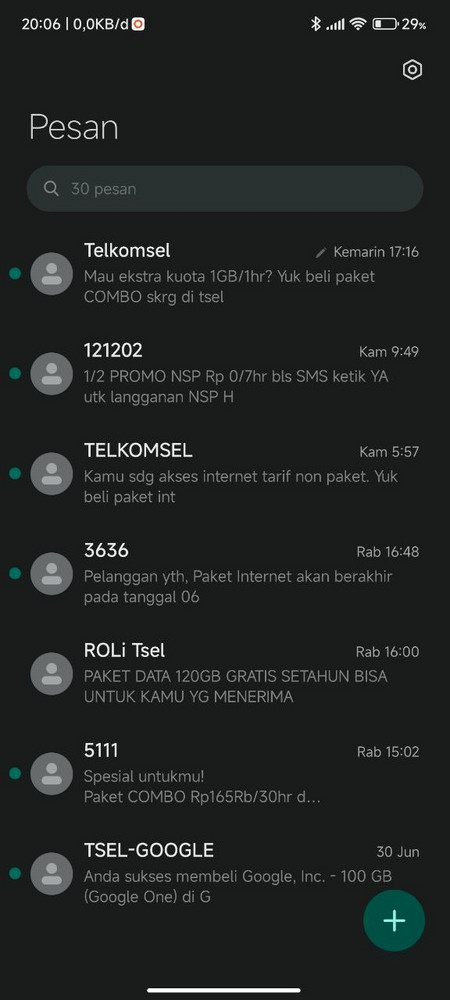 20:06 | 0,0KB/d
29%
Pesan
30 pesan
Telkomsel
Kemarin 17:16
Mau ekstra kuota 1GB/1hr? Yuk beli paket
COMBO skrg di tsel
121202
Kam 9:49
1/2 PROMO NSP Rp 0/7hr bls SMS ketik YA
utk langganan NSP H
TELKOMSEL
Kam 5:57
Kamu sdg akses internet tarif non paket. Yuk
beli paket int
3636
Rab 16:48
Pelanggan yth, Paket Internet akan berakhir
pada tanggal 06
ROLi Tsel
Rab 16:00
PAKET DATA 120GB GRATIS SETAHUN BISA
UNTUK KAMU YG MENERIMA
5111
Rab 15:02
Spesial untukmu!
Paket COMBO Rp165Rb/30hr d...
TSEL-GOOGLE
30 Jun
Anda sukses membeli Google, Inc. - 100 GB
(Google One) di G